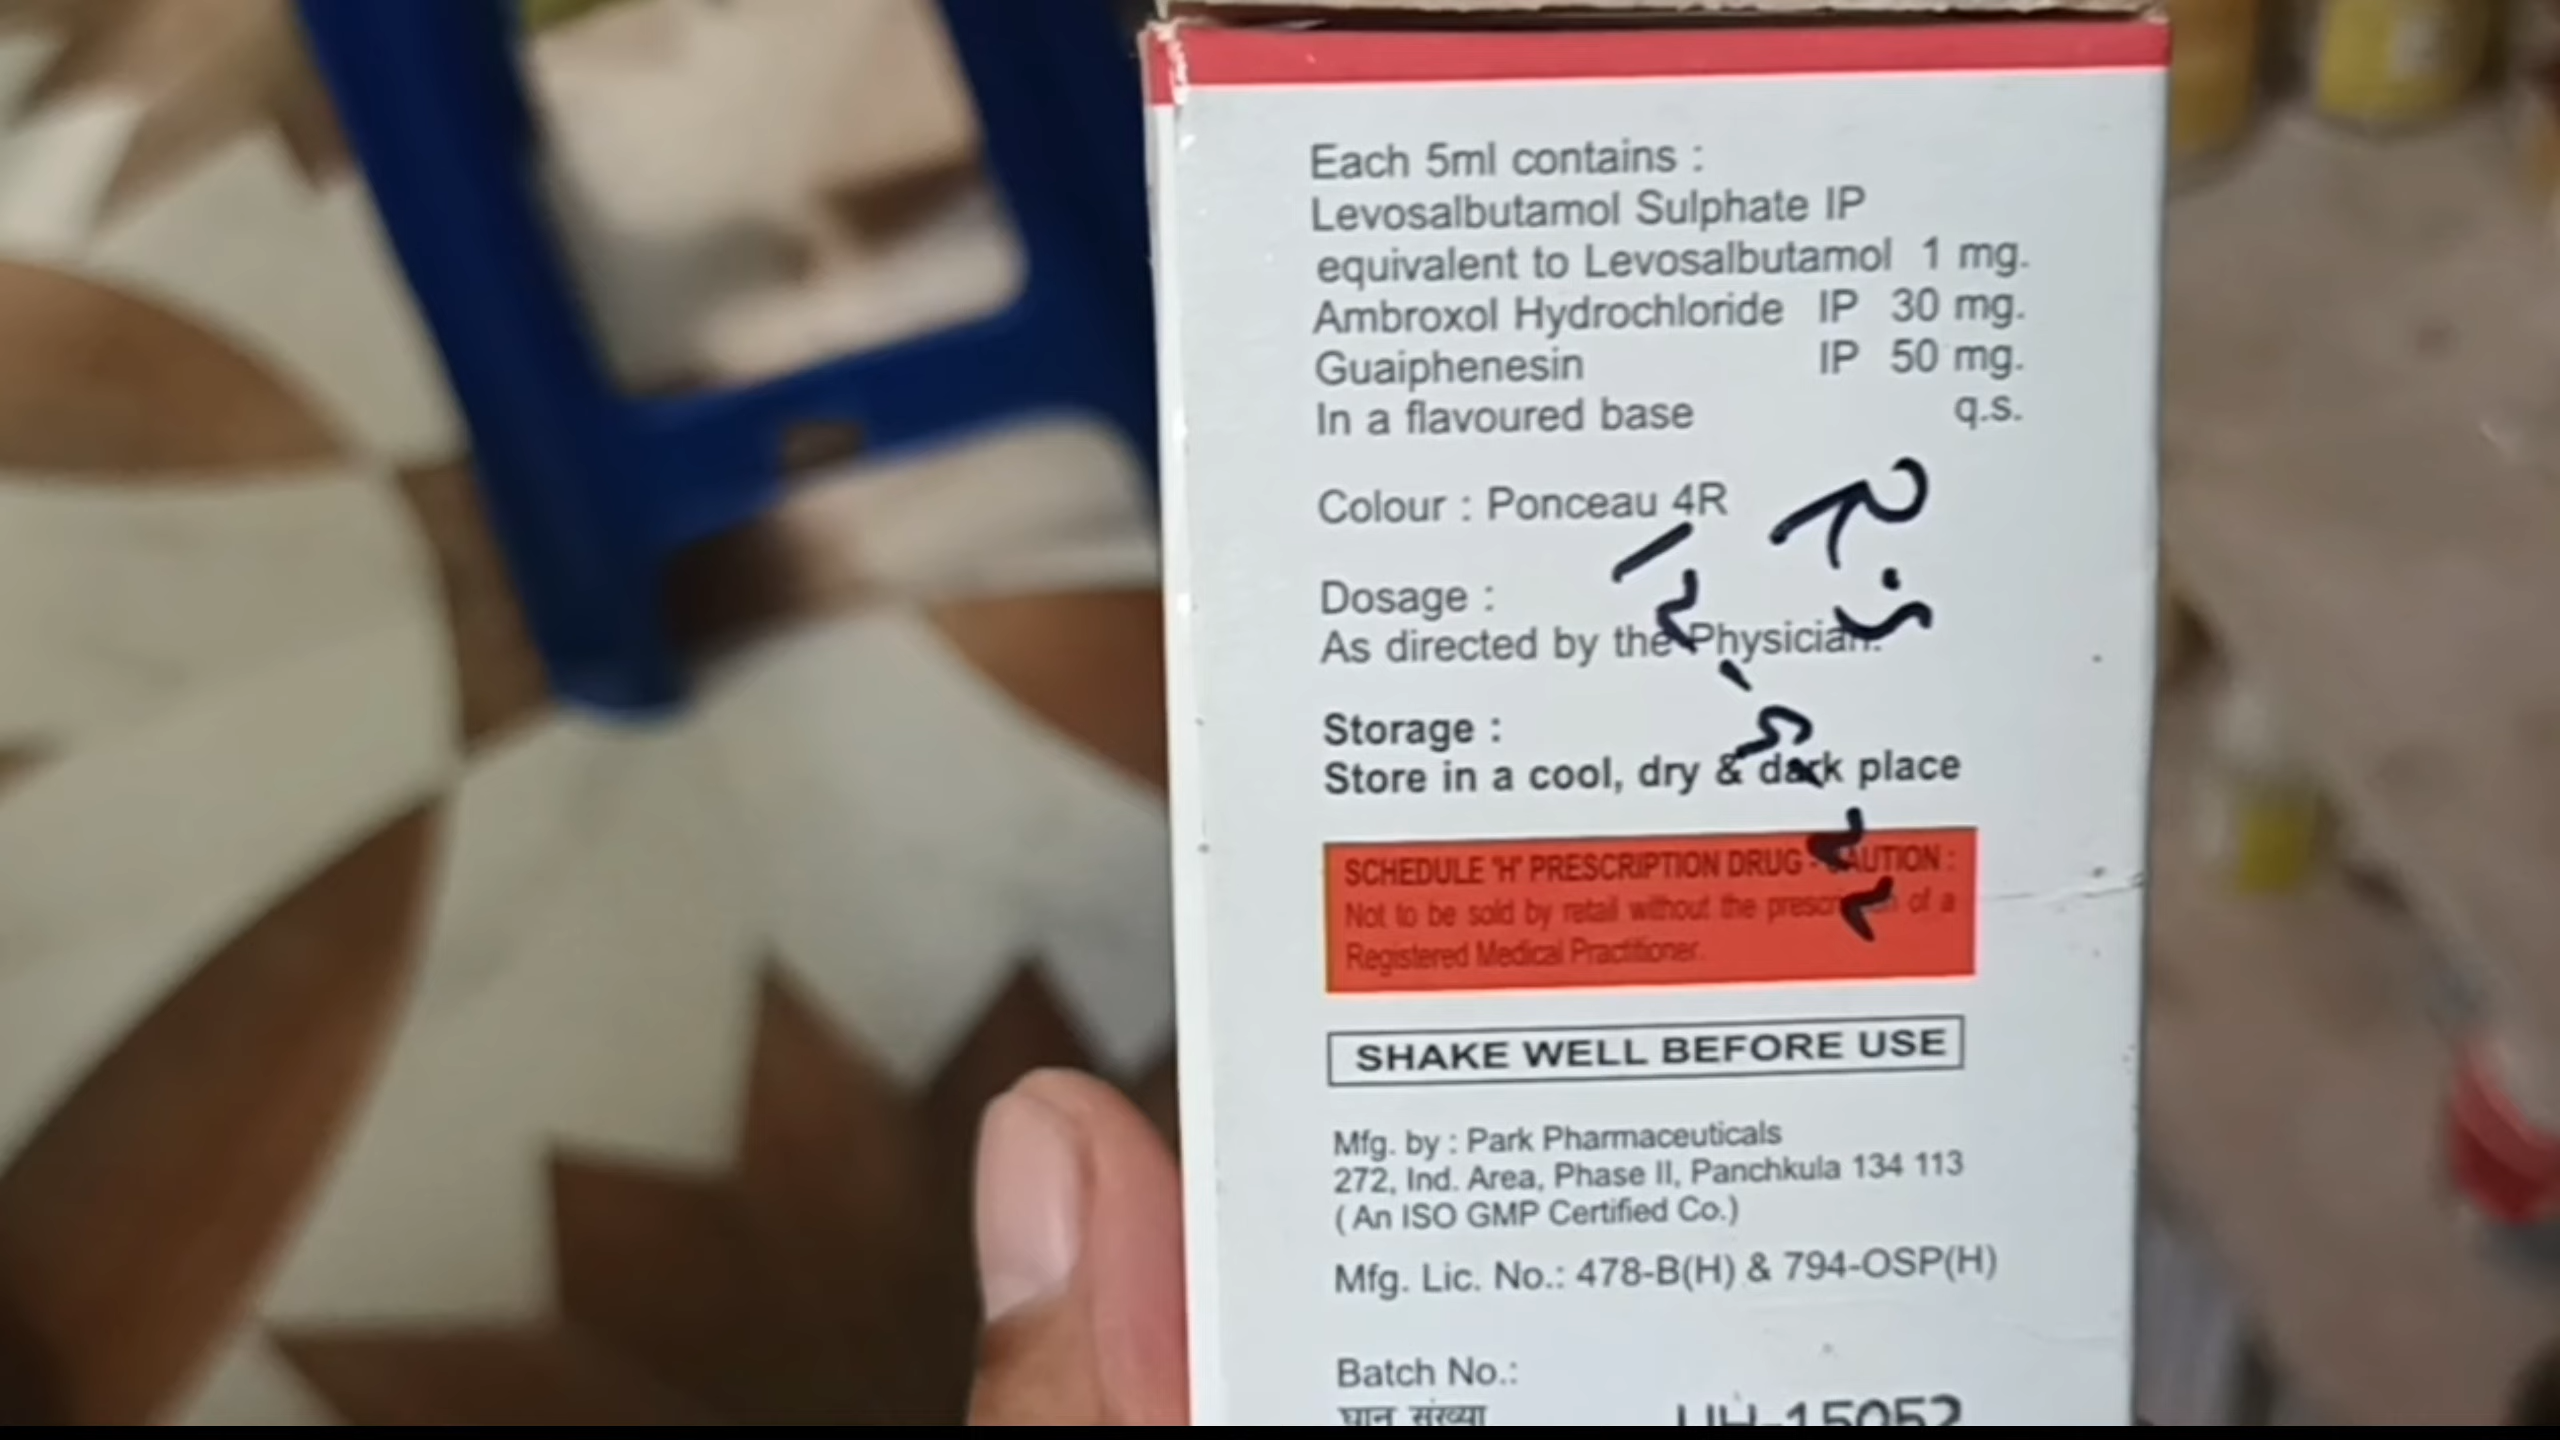 Each 5ml contains :
Levosalbutamol Sulphate IP
equivalent to Levosalbutamol 1 mg.
Ambroxol Hydrochloride IP 30 mg.
Guaiphenesin IP 50 mg.
In a flavoured base q.s.
Colour : Ponceau 4R
Dosage :
As directed by the Physician.
Storage :
Store in a cool, dry & dark place
SCHEDULE 'H' PRESCRIPTION DRUG - CAUTION :
Not to be sold by retail without the prescription of a
Registered Medical Practitioner.
SHAKE WELL BEFORE USE
Mfg. by : Park Pharmaceuticals
272, Ind. Area, Phase II, Panchkula 134 113
( An ISO GMP Certified Co.)
Mfg. Lic. No.: 478-B(H) & 794-OSP(H)
Batch No.:
घान संख्या